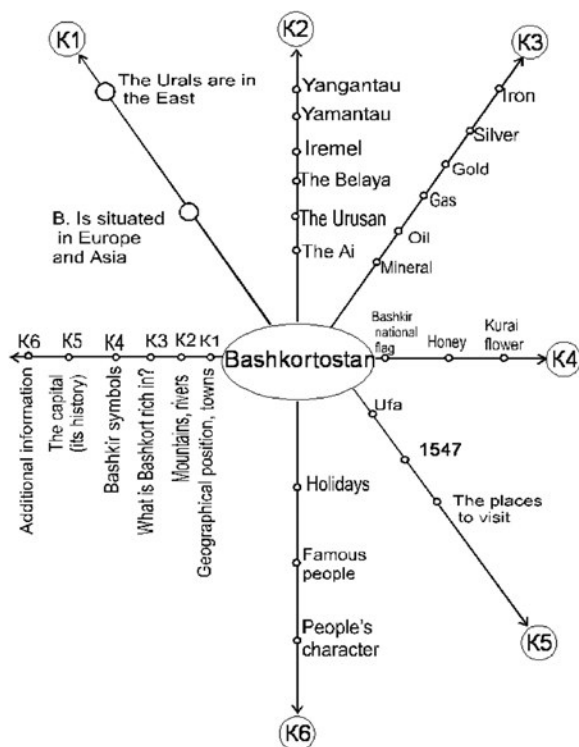 K1
The Urals are in
the East
B. Is situated
in Europe
and Asia
K2
Yangantau
Yamantau
Iremel
The Belaya
The Urusan
The Ai
K3
Iron
Silver
Gold
Gas
Oil
Mineral
Bashkortostan
Bashkir
national
flag
Honey
Kurai
flower
K4
Ufa
1547
The places
to visit
K5
Holidays
Famous
people
People's
character
K6
K6
K5
K4
K3
K2
K1
Additional information
The capital
(its history)
Bashkir symbols
What is Bashkort rich in?
Mountains, rivers
Geographical position, towns